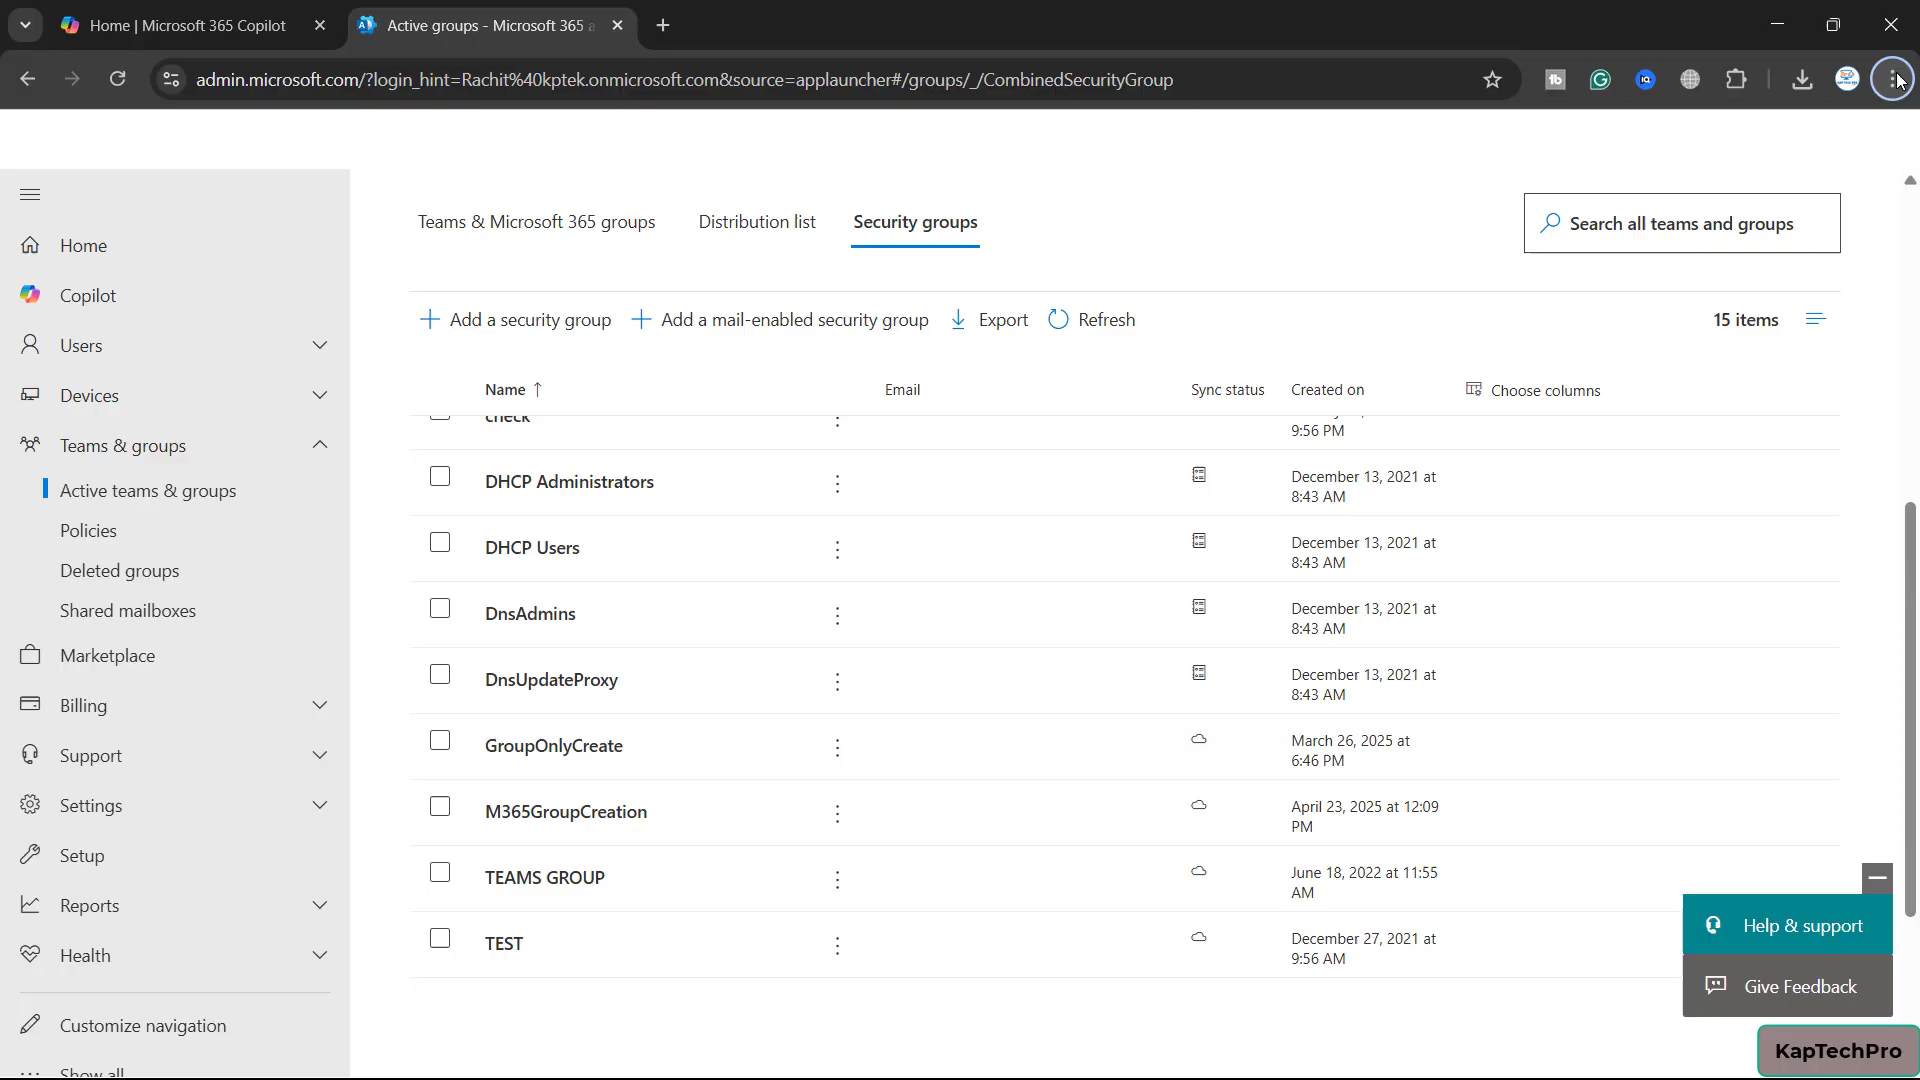 Home | Microsoft 365 Copilot
Active groups - Microsoft 365 a
admin.microsoft.com/?login_hint=Rachit%40kptek.onmicrosoft.com&source=applauncher#/groups/_/CombinedSecurityGroup
Home
Copilot
Users
Devices
Teams & groups
Active teams & groups
Policies
Deleted groups
Shared mailboxes
Marketplace
Billing
Support
Settings
Setup
Reports
Health
Customize navigation
Show all
Teams & Microsoft 365 groups
Distribution list
Security groups
Search all teams and groups
Add a security group
Add a mail-enabled security group
Export
Refresh
15 items
Name ↑
Email
Sync status
Created on
Choose columns
check
9:56 PM
DHCP Administrators
December 13, 2021 at
8:43 AM
DHCP Users
December 13, 2021 at
8:43 AM
DnsAdmins
December 13, 2021 at
8:43 AM
DnsUpdateProxy
December 13, 2021 at
8:43 AM
GroupOnlyCreate
March 26, 2025 at
6:46 PM
M365GroupCreation
April 23, 2025 at 12:09
PM
TEAMS GROUP
June 18, 2022 at 11:55
AM
TEST
December 27, 2021 at
9:56 AM
Help & support
Give Feedback
KapTechPro